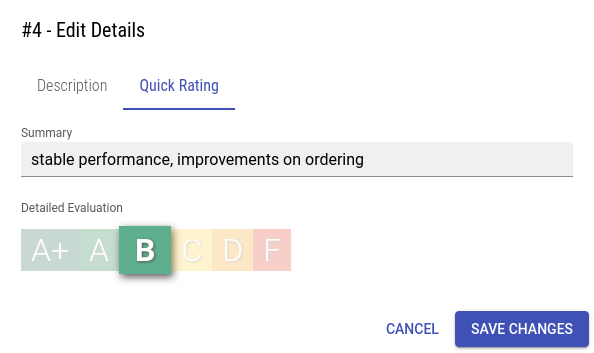 #4 - Edit Details
Description Quick Rating
Summary
stable performance, improvements on ordering
Detailed Evaluation
A+ A B C D F
CANCEL SAVE CHANGES